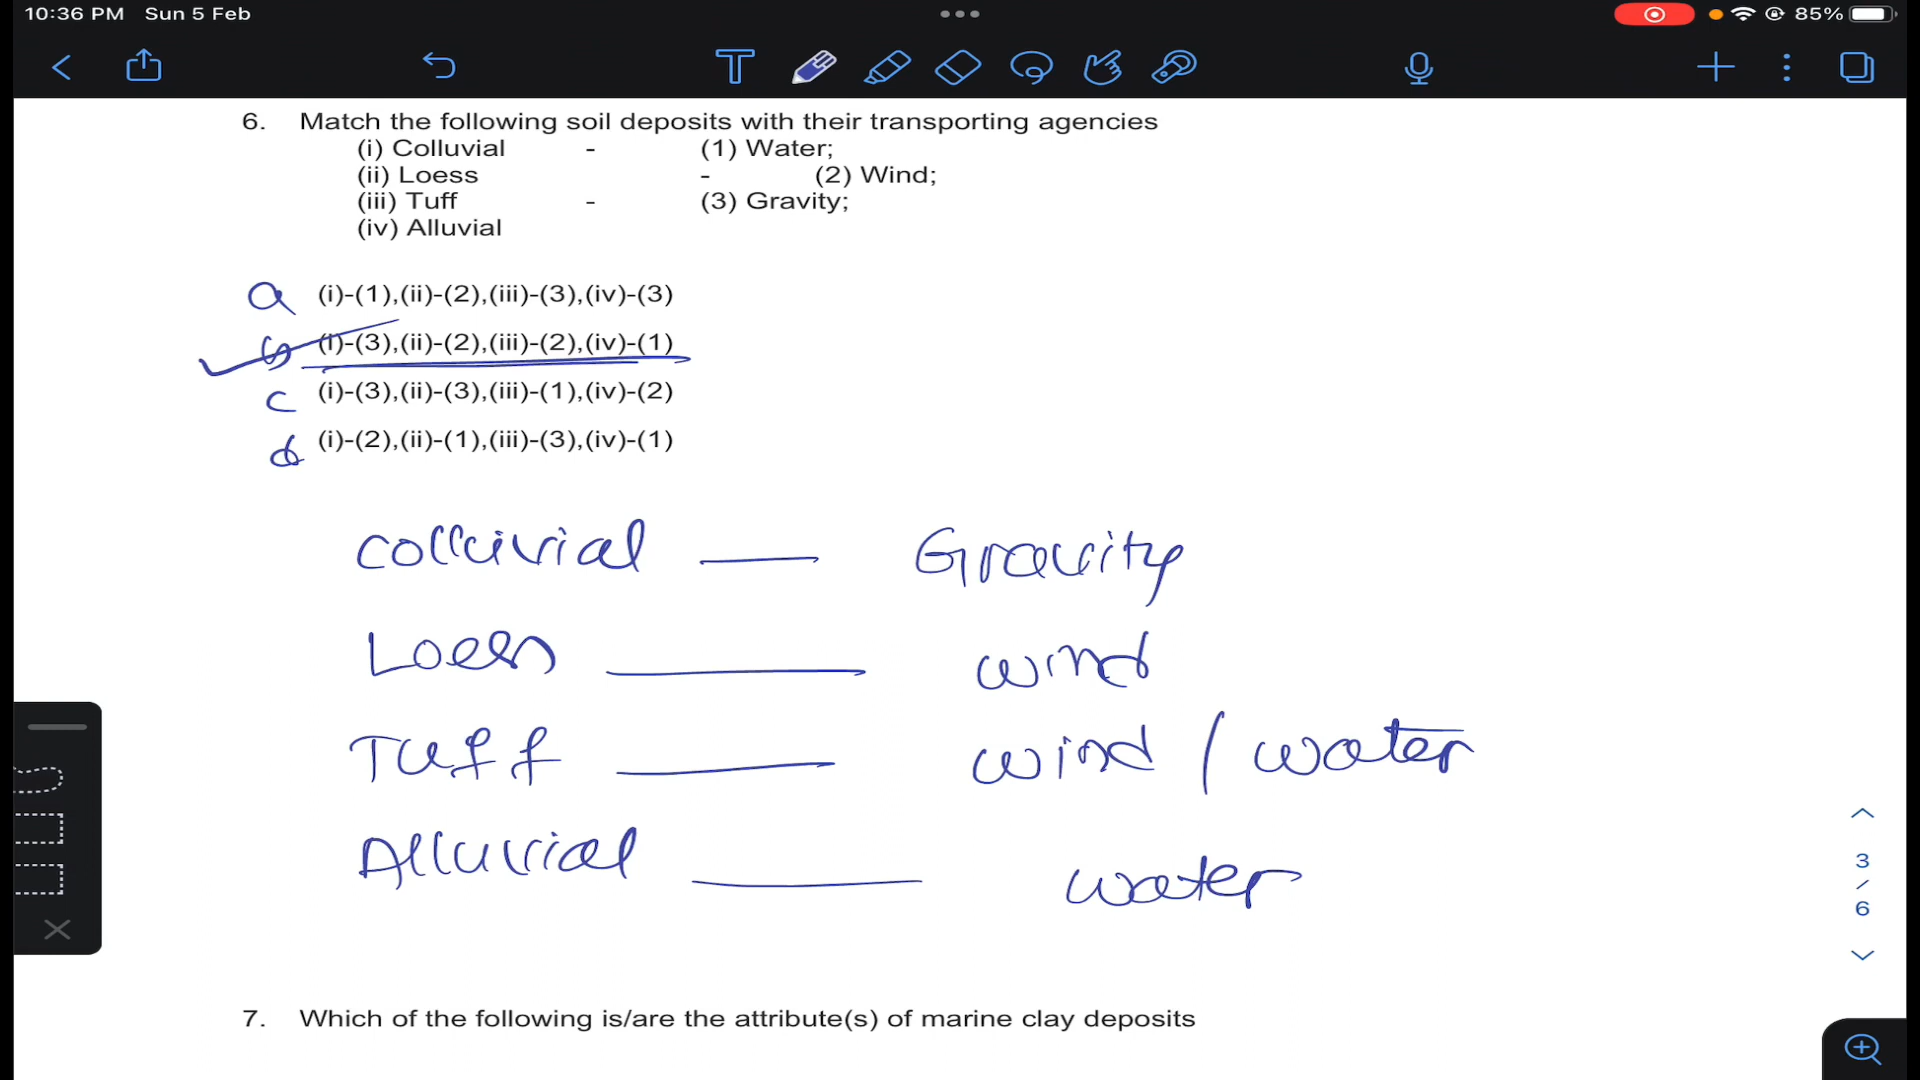 10:36 PM Sun 5 Feb
85%
6. Match the following soil deposits with their transporting agencies
(i) Colluvial - (1) Water;
(ii) Loess - (2) Wind;
(iii) Tuff - (3) Gravity;
(iv) Alluvial
a (i)-(1),(ii)-(2),(iii)-(3),(iv)-(3)
b (i)-(3),(ii)-(2),(iii)-(2),(iv)-(1)
c (i)-(3),(ii)-(3),(iii)-(1),(iv)-(2)
d (i)-(2),(ii)-(1),(iii)-(3),(iv)-(1)
Colluvial — Gravity
Loess — wind
Tuff — wind / water
Alluvial — water
3
/
6
7. Which of the following is/are the attribute(s) of marine clay deposits